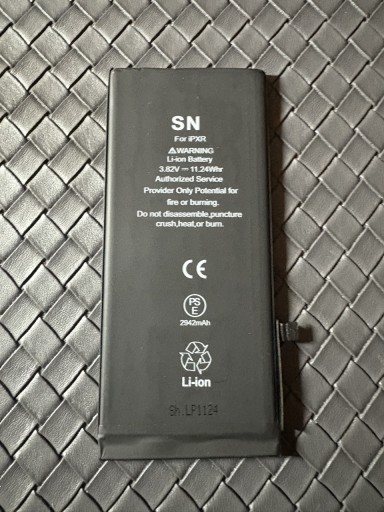 SN
For iPXR
⚠WARNING
Li-ion Battery
3.82V ⎓ 11.24Whr
Authorized Service
Provider Only Potential for
fire or burning.
Do not disassemble,puncture
crush,heat,or burn.
CE
PS
E
2942mAh
Li-ion
Sh.LP1124